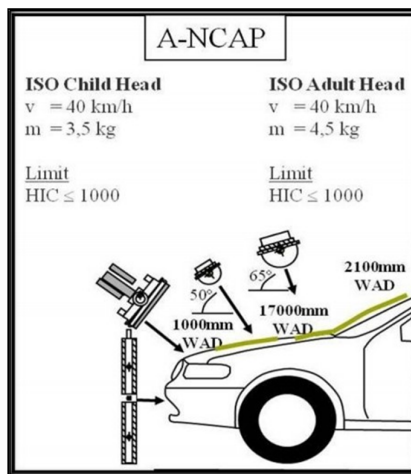 A-NCAP
ISO Child Head
v = 40 km/h
m = 3,5 kg
Limit
HIC ≤ 1000
ISO Adult Head
v = 40 km/h
m = 4,5 kg
Limit
HIC ≤ 1000
50°
65°
1000mm
WAD
17000mm
WAD
2100mm
WAD